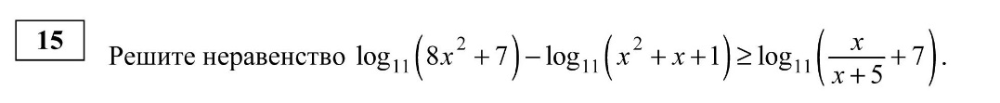 15
Решите неравенство log₁₁(8x² + 7) − log₁₁(x² + x + 1) ≥ log₁₁(x/(x + 5) + 7).